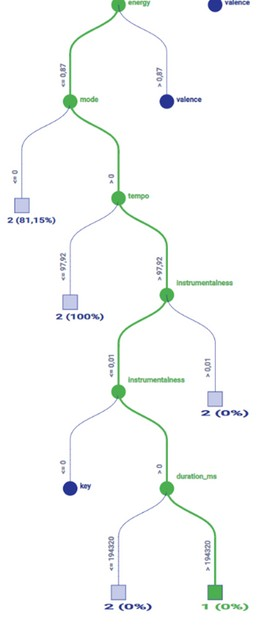 energy
valence
<= 0,87
> 0,87
mode
valence
<= 0
> 0
2 (81,15%)
tempo
<= 97,92
> 97,92
2 (100%)
instrumentalness
<= 0,01
> 0,01
instrumentalness
2 (0%)
<= 0
> 0
key
duration_ms
<= 194320
> 194320
2 (0%)
1 (0%)